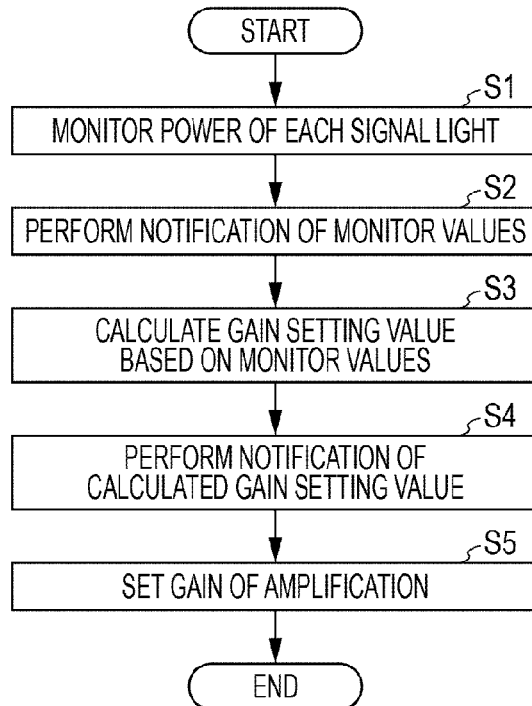 START
S1
MONITOR POWER OF EACH SIGNAL LIGHT
S2
PERFORM NOTIFICATION OF MONITOR VALUES
S3
CALCULATE GAIN SETTING VALUE
BASED ON MONITOR VALUES
S4
PERFORM NOTIFICATION OF
CALCULATED GAIN SETTING VALUE
S5
SET GAIN OF AMPLIFICATION
END